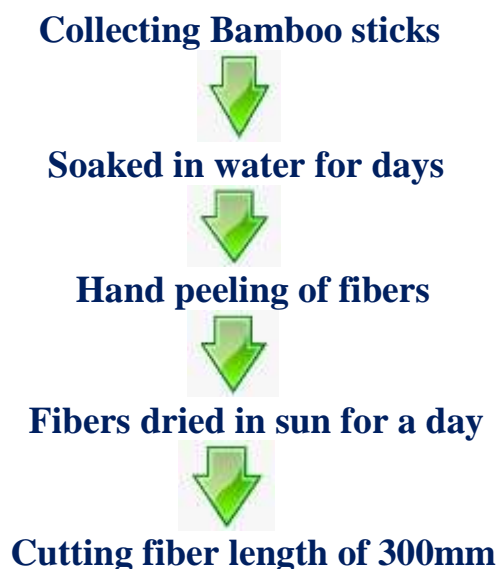 Collecting Bamboo sticks
Soaked in water for days
Hand peeling of fibers
Fibers dried in sun for a day
Cutting fiber length of 300mm